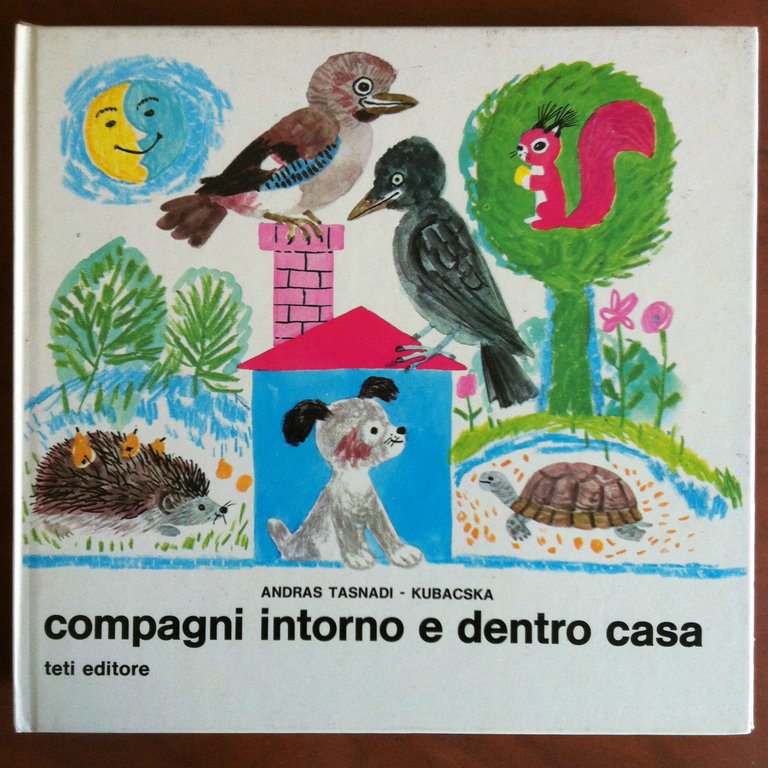 ANDRAS TASNADI - KUBACSKA
compagni intorno e dentro casa
teti editore